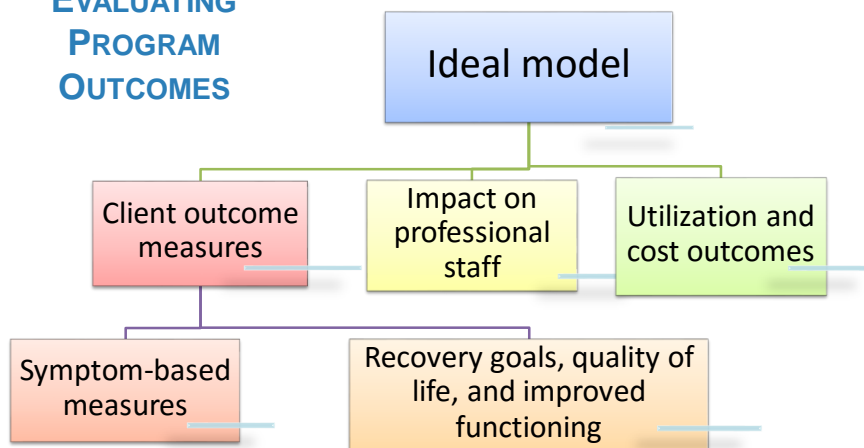 EVALUATING
PROGRAM
OUTCOMES
Ideal model
Client outcome
measures
Impact on
professional
staff
Utilization and
cost outcomes
Symptom-based
measures
Recovery goals, quality of
life, and improved
functioning